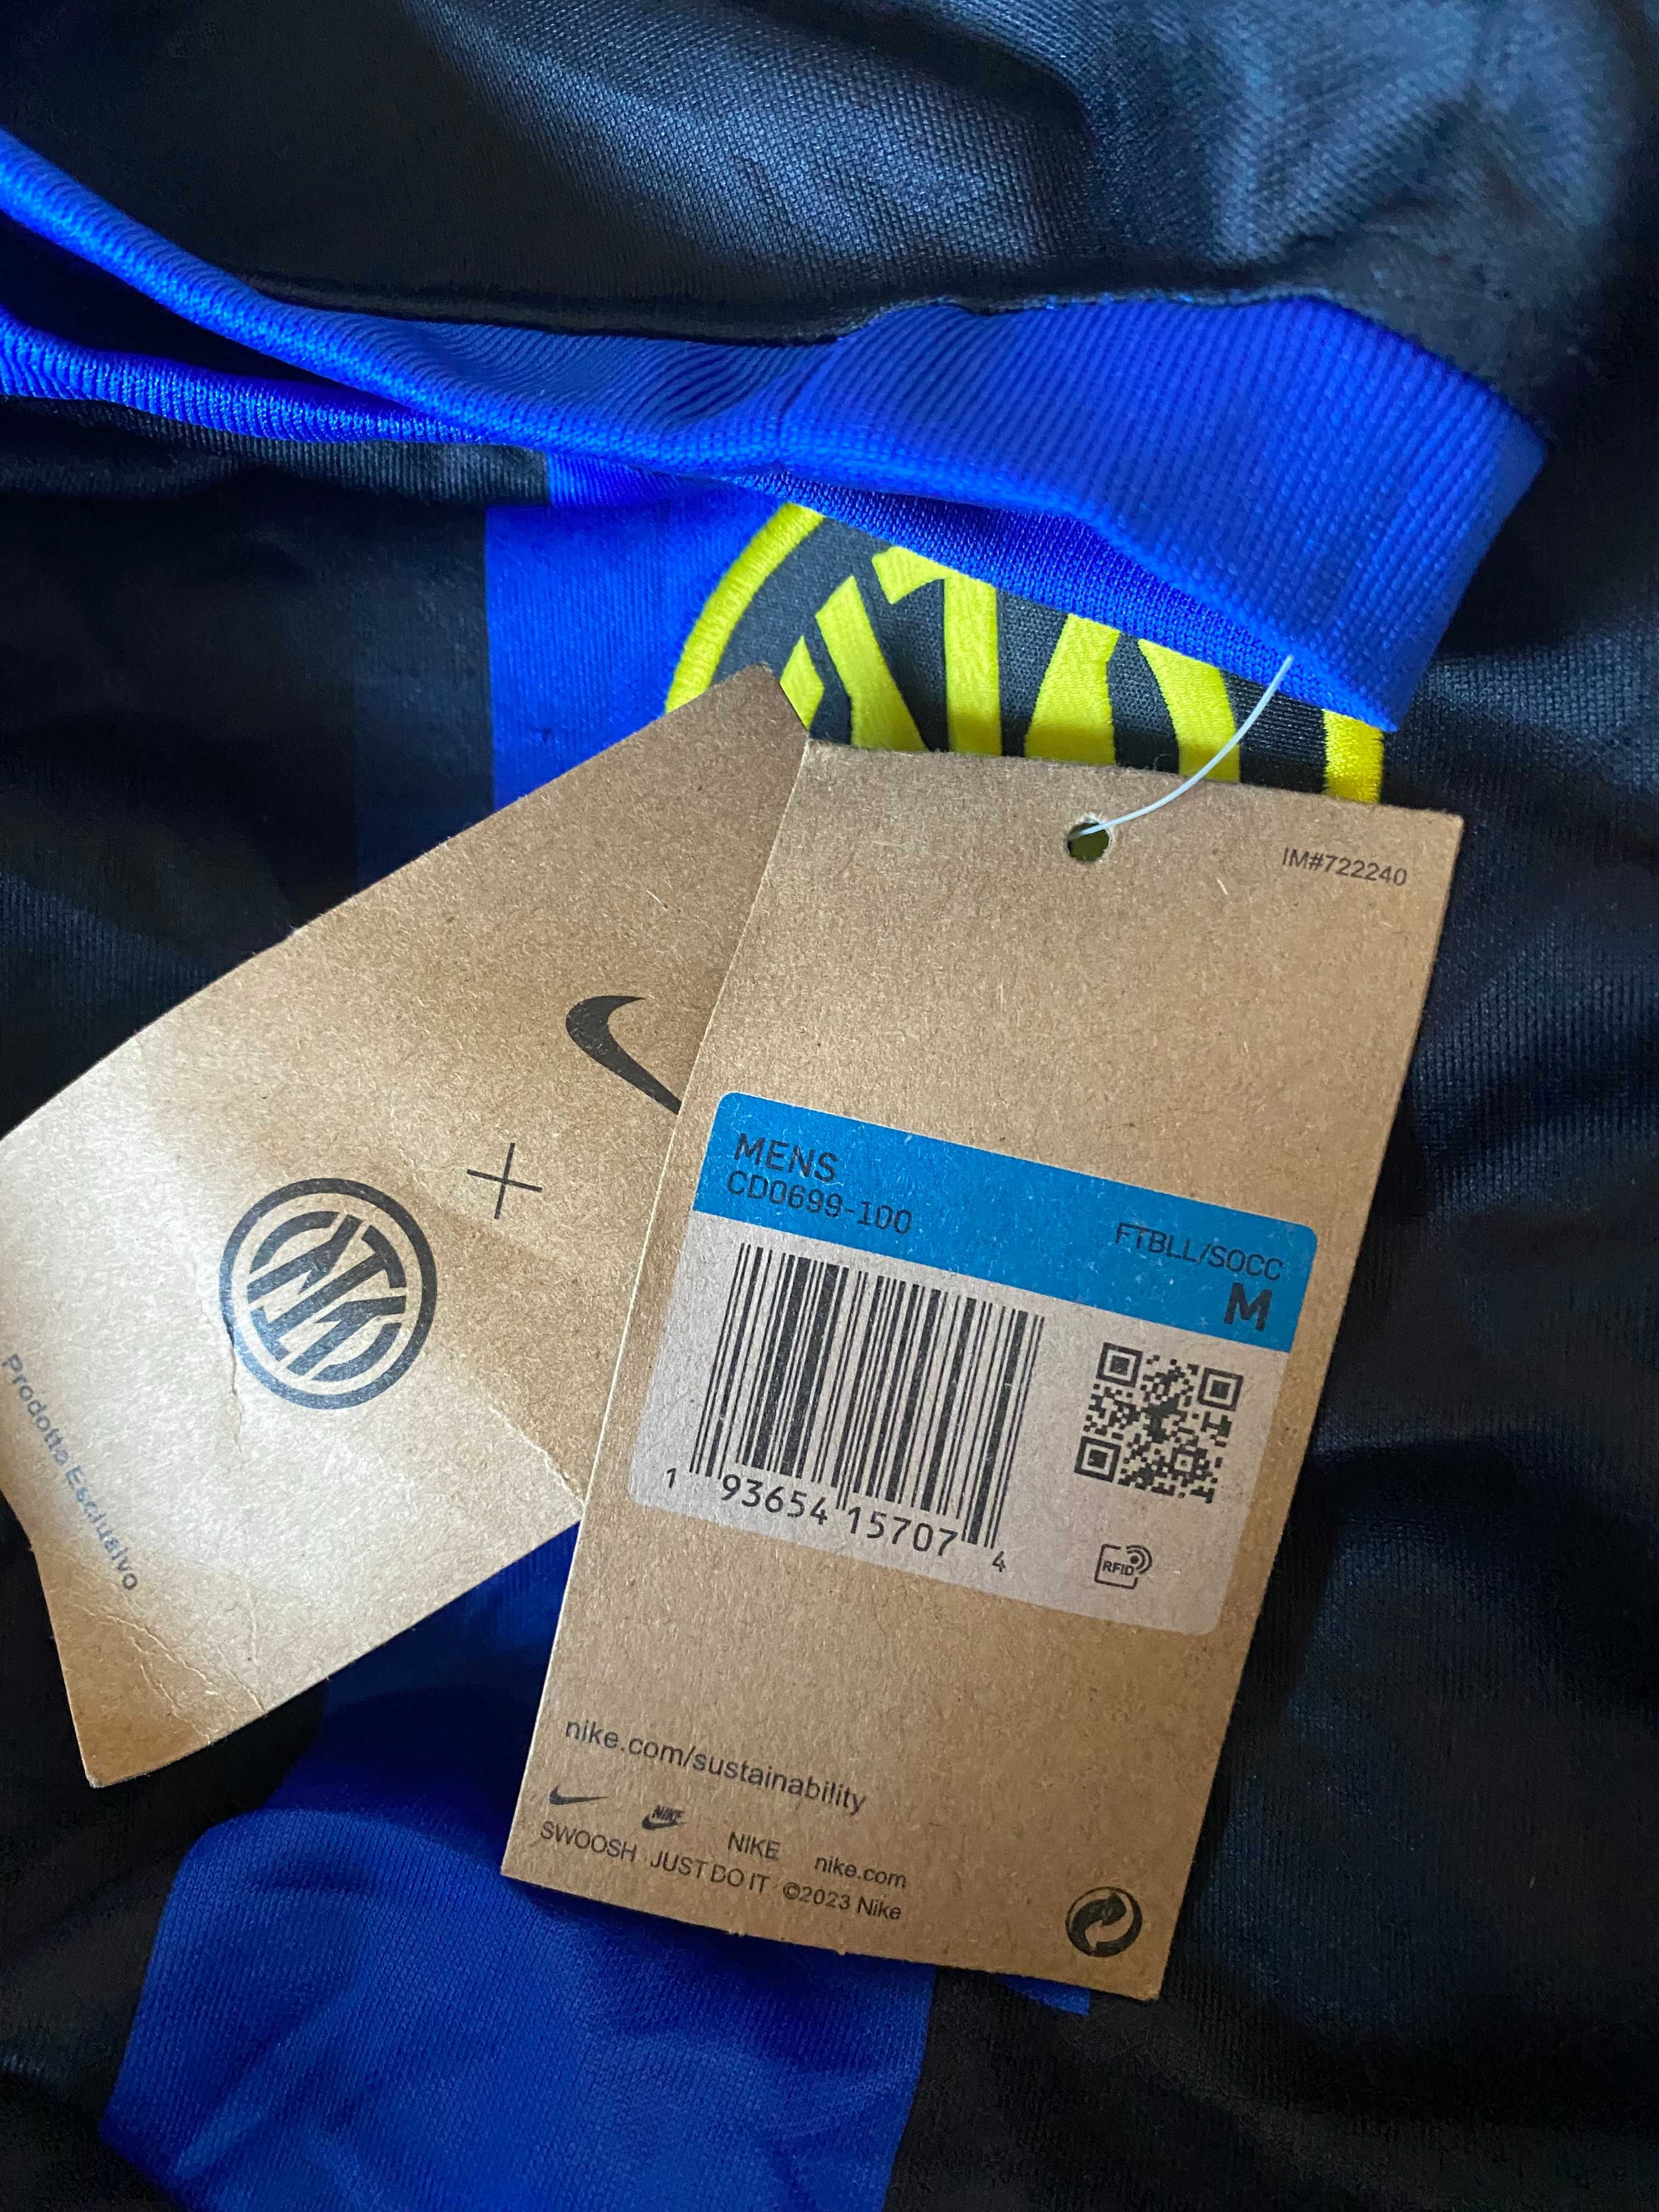 IM#722240
MENS
CD0699-100
FTBLL/SOCC
M
1 93654 15707 4
RFID
nike.com/sustainability
NIKE NIKE nike.com
SWOOSH JUST DO IT ©2023 Nike
Prodotto Esclusivo